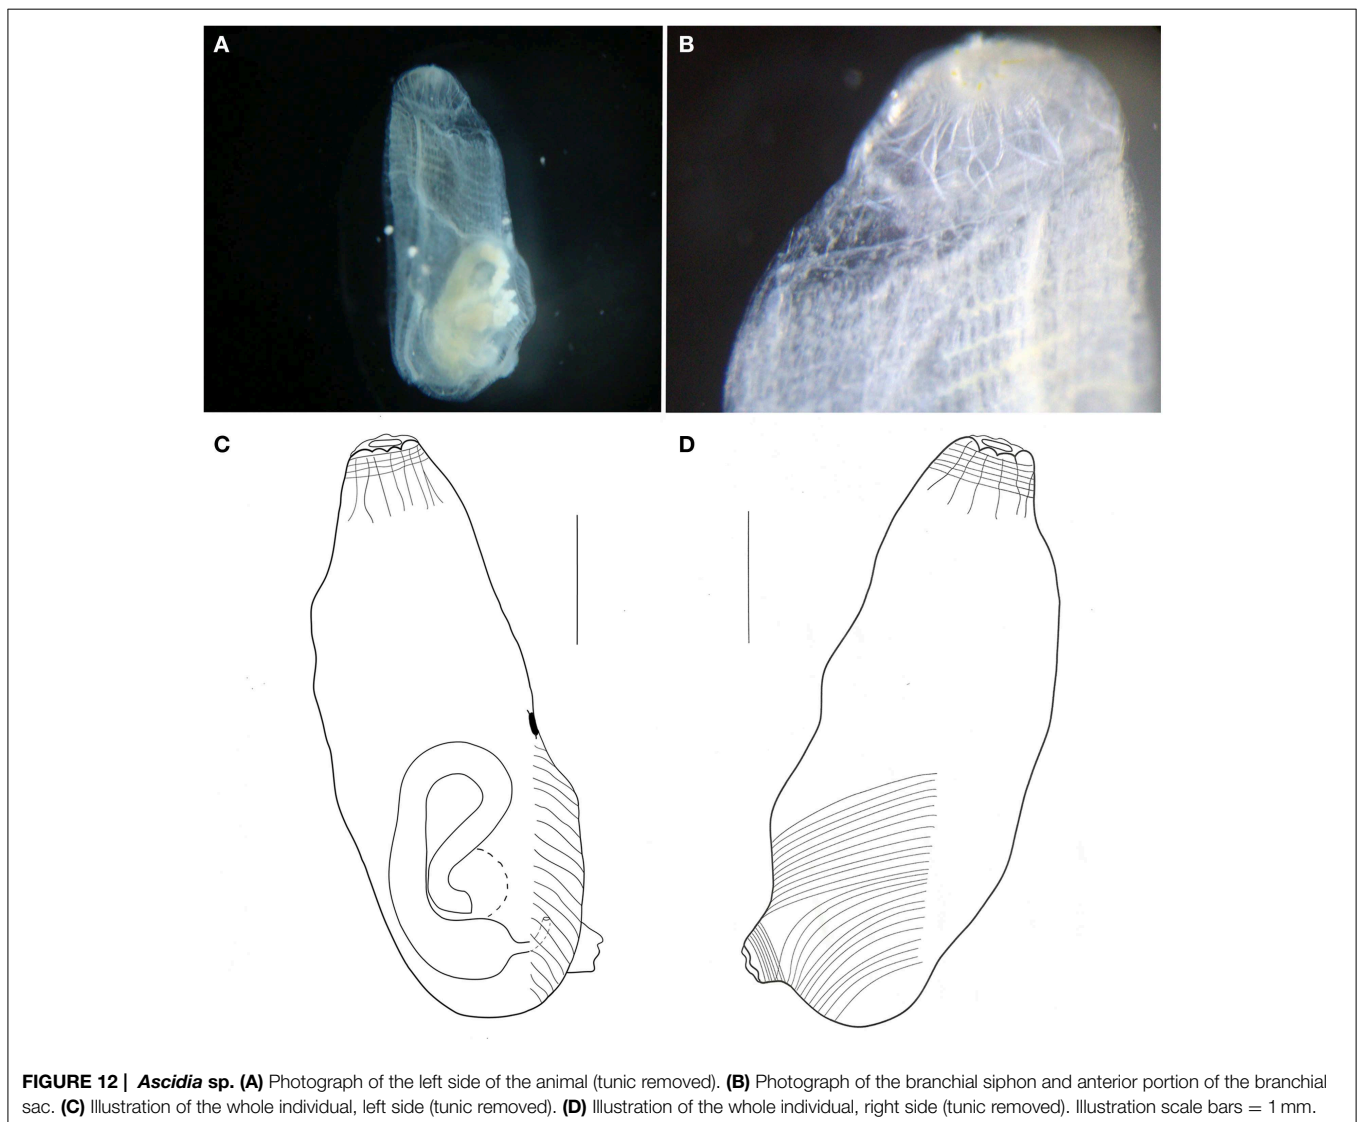 A
B
C
D
FIGURE 12 | Ascidia sp. (A) Photograph of the left side of the animal (tunic removed). (B) Photograph of the branchial siphon and anterior portion of the branchial
sac. (C) Illustration of the whole individual, left side (tunic removed). (D) Illustration of the whole individual, right side (tunic removed). Illustration scale bars = 1 mm.